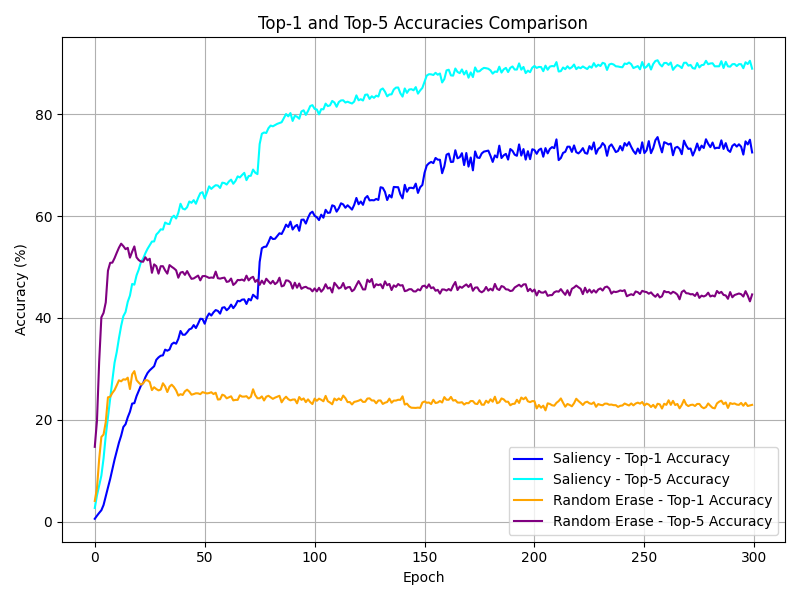 Top-1 and Top-5 Accuracies Comparison
Accuracy (%)
80
60
40
20
0
Saliency - Top-1 Accuracy
Saliency - Top-5 Accuracy
Random Erase - Top-1 Accuracy
Random Erase - Top-5 Accuracy
0 50 100 150 200 250 300
Epoch